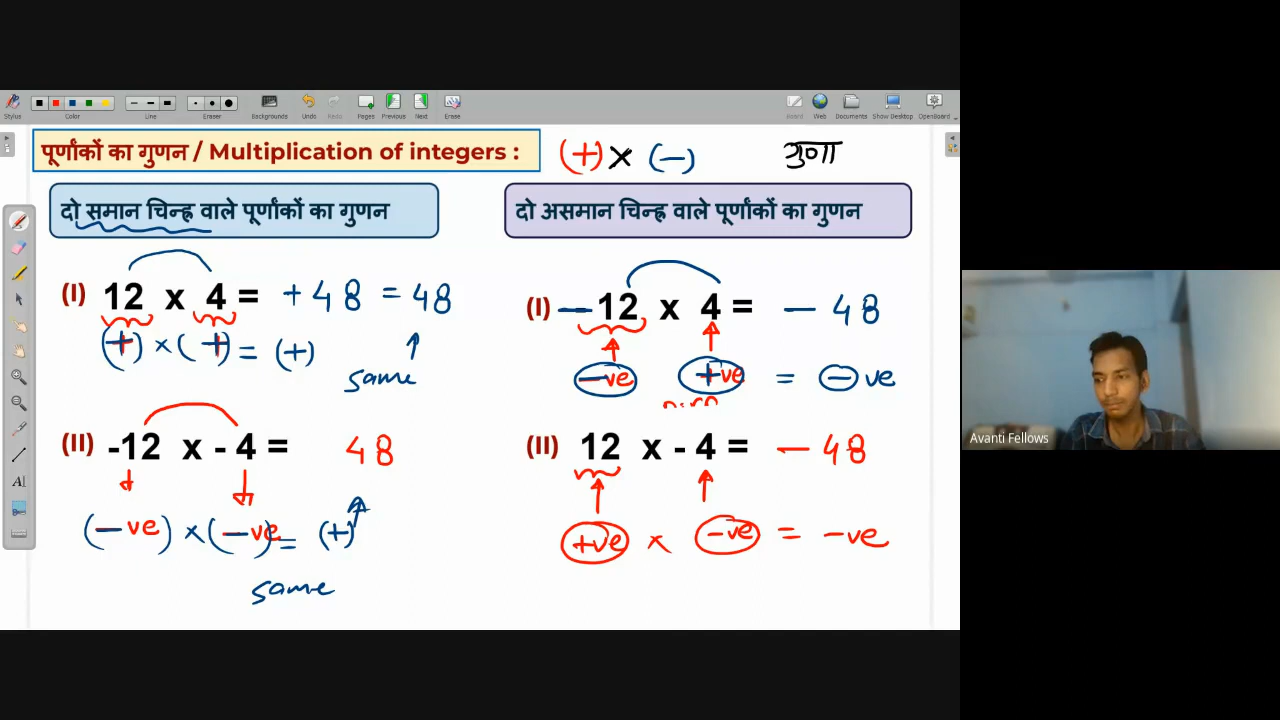 Stylus
Color
Line
Eraser
Backgrounds
Undo
Redo
Pages
Previous
Next
Erase
Board
Web
Documents
Show Desktop
OpenBoard
पूर्णांकों का गुणन / Multiplication of integers :
(+) × (−)
गुणा
दो समान चिन्ह वाले पूर्णांकों का गुणन
(I) 12 x 4 = +48 = 48
(+) × (+) = (+)
same
(II) -12 x - 4 = 48
(−ve) × (−ve) = (+)
same
दो असमान चिन्ह वाले पूर्णांकों का गुणन
(I) −12 x 4 = − 48
−ve +ve = −ve
(II) 12 x - 4 = − 48
+ve × −ve = −ve
Avanti Fellows